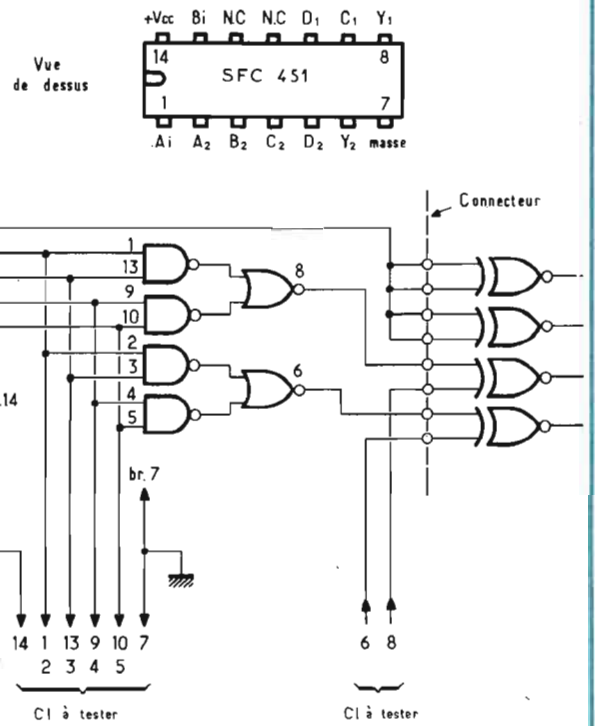 +Vcc Bi N.C N.C D1 C1 Y1
Vue
de dessus
14 8
SFC 451
1 7
.Ai A2 B2 C2 D2 Y2 masse
Connecteur
1
13
8
9
10
2
3
6
4
.14
5
br. 7
14 1 13 9 10 7
2 3 4 5
6 8
CI à tester
CI à tester